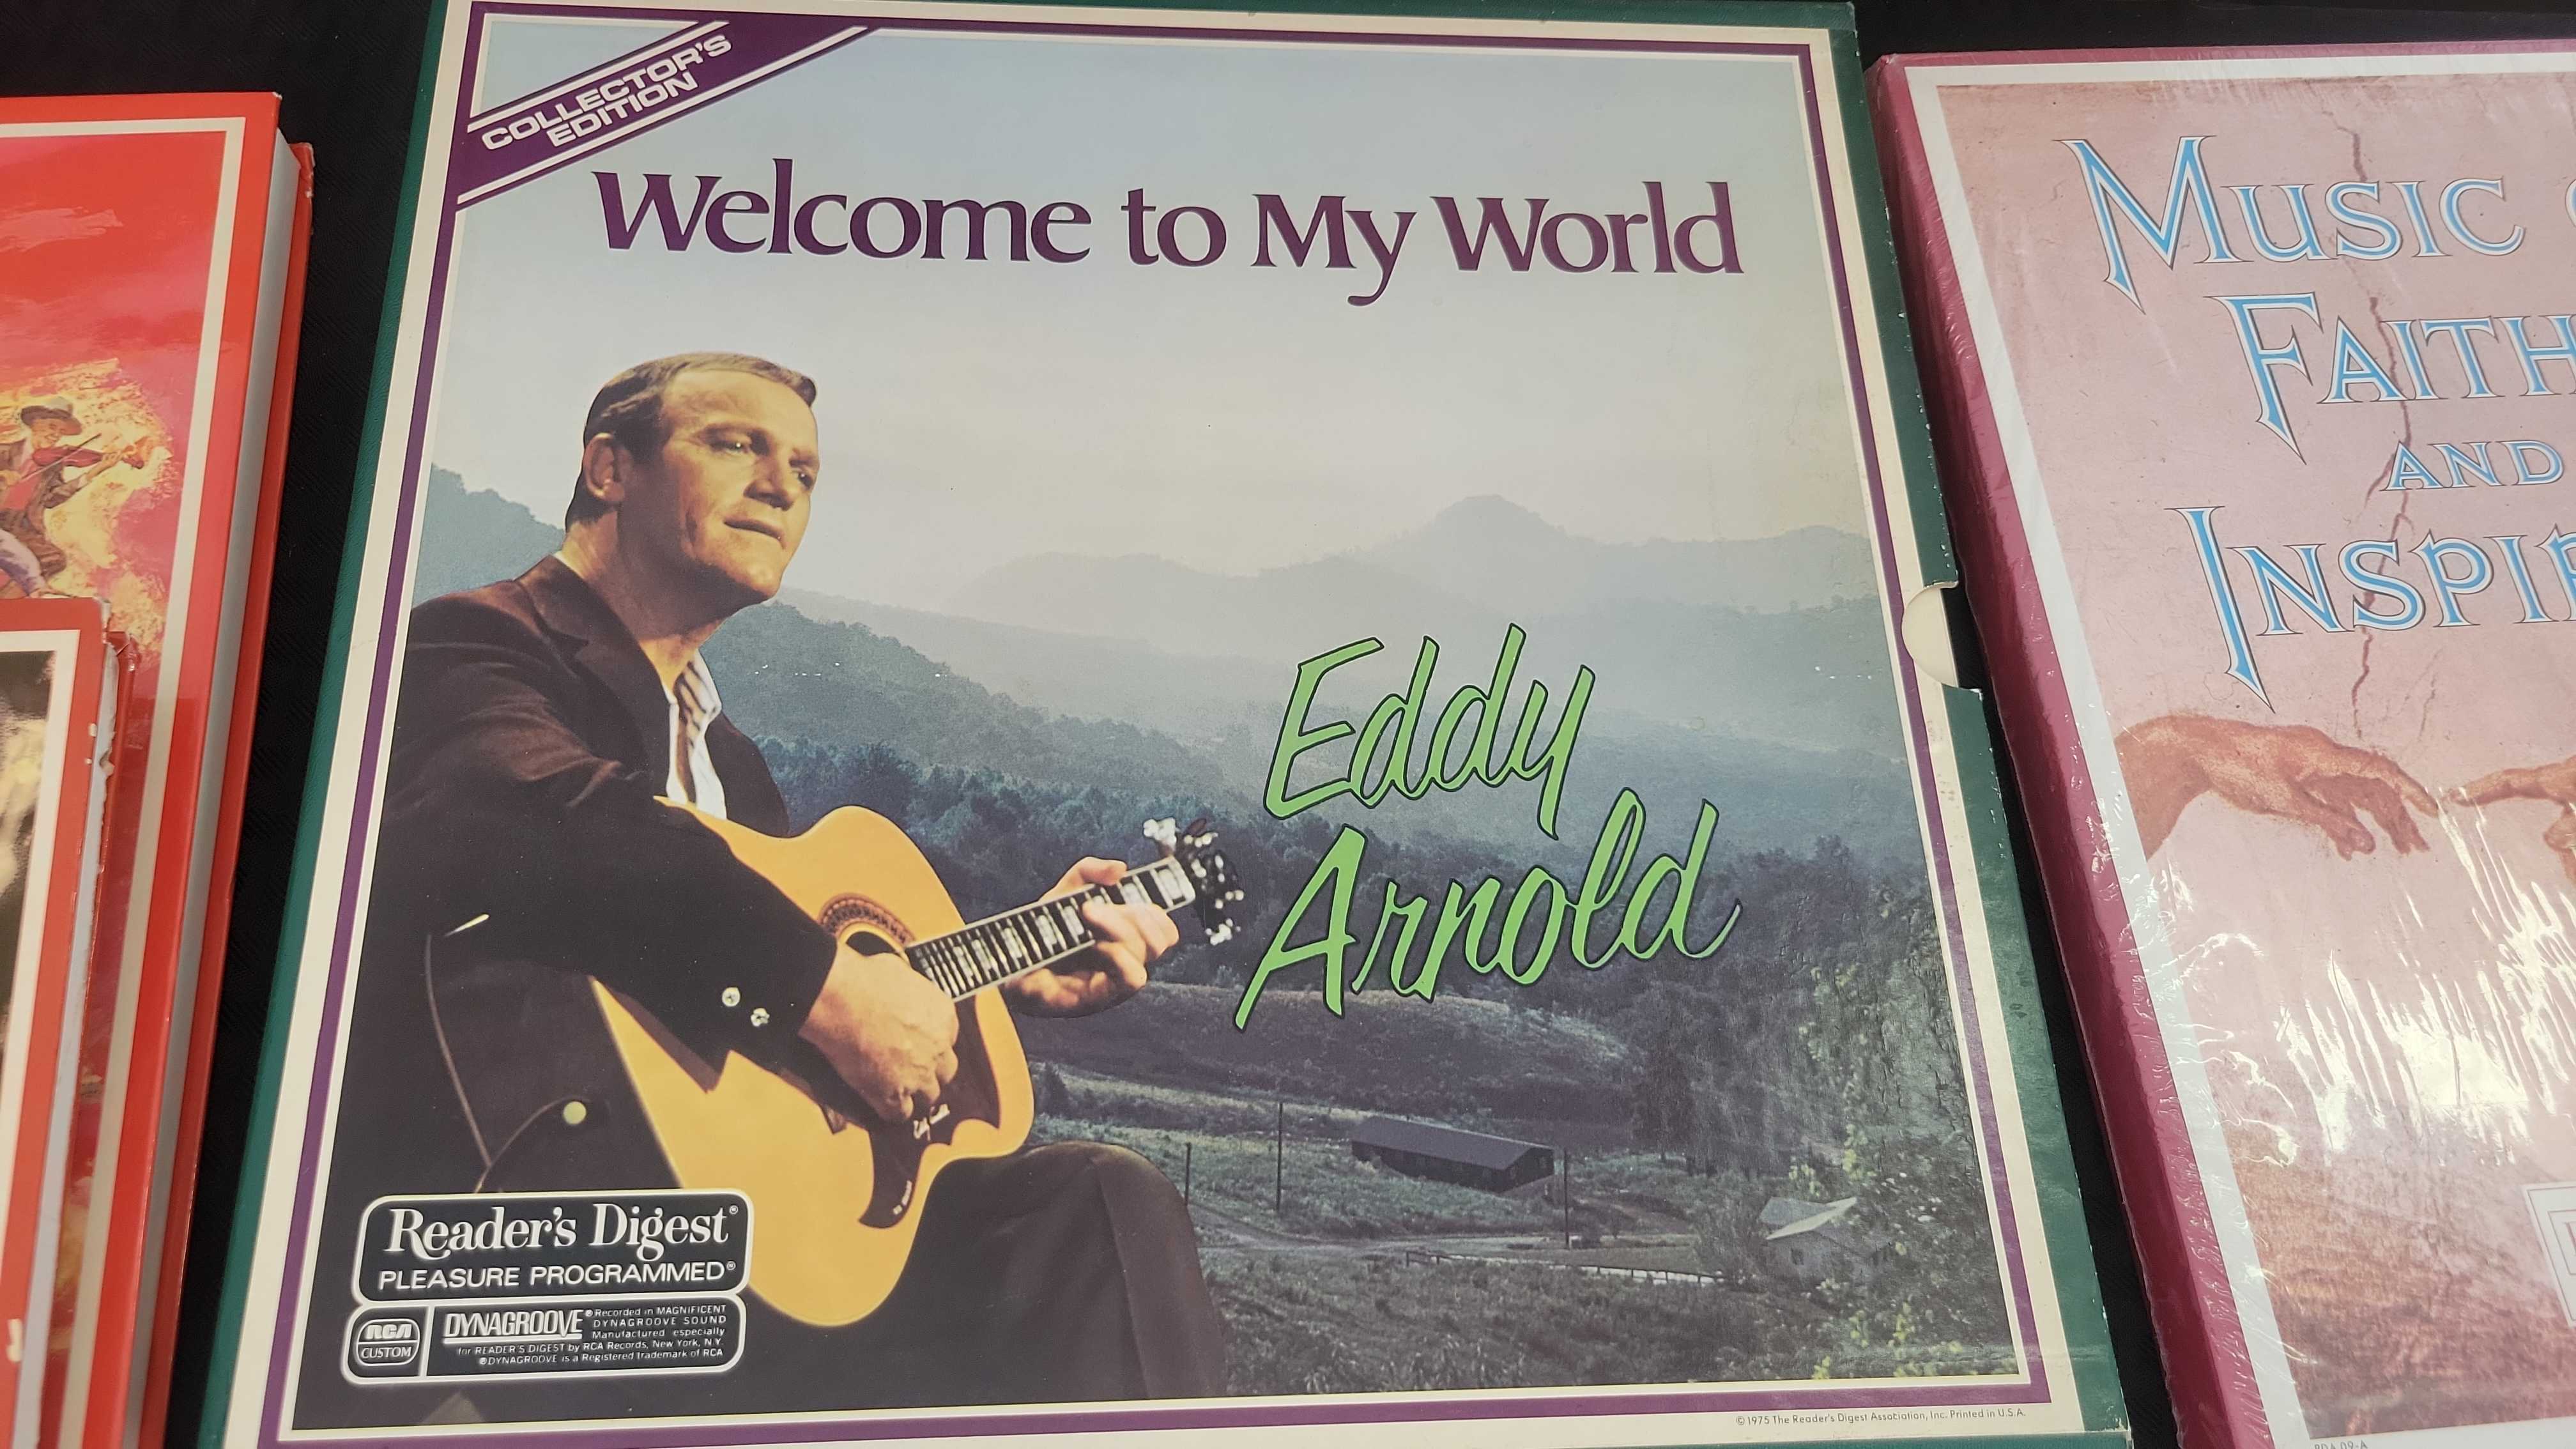 COLLECTOR'S
EDITION
Welcome to My World
Eddy
Arnold
Reader's Digest®
PLEASURE PROGRAMMED®
RCA
CUSTOM
DYNAGROOVE ® Recorded in MAGNIFICENT
DYNAGROOVE SOUND
Manufactured especially
for READER'S DIGEST by RCA Records, New York, N.Y.
® DYNAGROOVE is a Registered trademark of RCA
© 1975 The Reader's Digest Association, Inc. Printed in U.S.A.
MUSIC
FAITH
AND
RDA 09-A